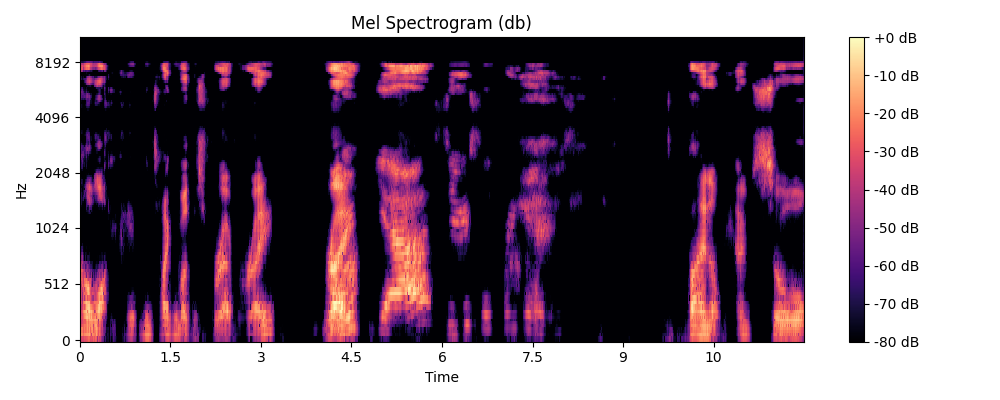 Mel Spectrogram (db)
8192
4096
2048
1024
512
0
Hz
0 1.5 3 4.5 6 7.5 9 10
Time
+0 dB
-10 dB
-20 dB
-30 dB
-40 dB
-50 dB
-60 dB
-70 dB
-80 dB